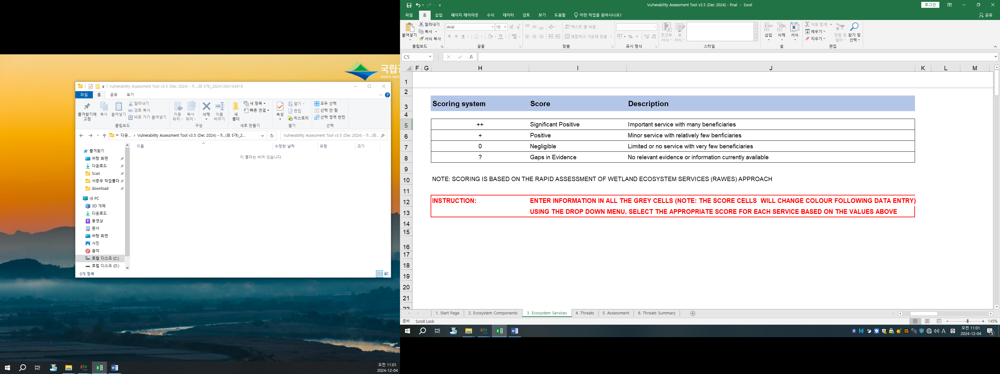 국립공
KOREA NATI
Vulnerability Assessment Tool v3.5 (Dec 2024) - fi...(외 5개)_20241204104919
파일 홈 공유 보기
즐겨찾기에 고정
복사
붙여넣기
잘라내기
경로 복사
바로 가기 붙여넣기
클립보드
이동 위치
복사 위치
삭제
이름 바꾸기
구성
새 폴더
새 항목
빠른 연결
새로 만들기
속성
열기
편집
히스토리
열기
모두 선택
선택 안 함
선택 영역 반전
선택
« 다운... › Vulnerability Assessment Tool v3.5 (Dec 2024) - fi...(외 5개)_2...
Vulnerability Assessment Tool v3.5 (Dec 2024) - fi...(외...
이름 수정한 날짜 유형 크기
이 폴더는 비어 있습니다.
즐겨찾기
바탕 화면
다운로드
Scan
서준우 작업폴더
download
내 PC
3D 개체
다운로드
동영상
문서
바탕 화면
사진
음악
로컬 디스크 (C:)
로컬 디스크 (D:)
0개 항목
오전 11:01
2024-12-04
Vulnerability Assessment Tool v3.5 (Dec 2024) - final - Excel
로그인
파일 홈 삽입 페이지 레이아웃 수식 데이터 검토 보기 도움말 어떤 작업을 원하시나요?
공유
붙여넣기
잘라내기
복사
서식 복사
클립보드
Arial 10
가 가 가
글꼴
텍스트 줄 바꿈
병합하고 가운데 맞춤
맞춤
표시 형식
조건부 서식
표 서식
스타일
삽입 삭제 서식
셀
자동 합계
채우기
지우기
정렬 및 필터
찾기 및 선택
편집
C5
fx
F G H I J K L M
1
2
3 Scoring system Score Description
4
5 ++ Significant Positive Important service with many beneficiaries
6 + Positive Minor service with relatively few benficiaries
7 0 Negligible Limited or no service with very few beneficiaries
8 ? Gaps in Evidence No relevant evidence or information currently available
9
10 NOTE: SCORING IS BASED ON THE RAPID ASSESSMENT OF WETLAND ECOSYSTEM SERVICES (RAWES) APPROACH
11
12 INSTRUCTION: ENTER INFORMATION IN ALL THE GREY CELLS (NOTE: THE SCORE CELLS WILL CHANGE COLOUR FOLLOWING DATA ENTRY)
13 USING THE DROP DOWN MENU, SELECT THE APPROPRIATE SCORE FOR EACH SERVICE BASED ON THE VALUES ABOVE
14
15
16
17
18
19
20
21
22
1. Start Page 2. Ecosystem Components 3. Ecosystem Services 4. Threats 5. Assessment 6. Threats Summary
준비 Scroll Lock
145%
A 한
오전 11:01
2024-12-04
5